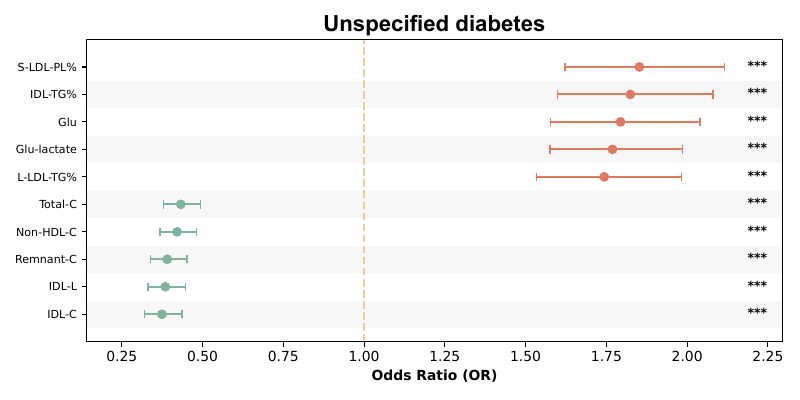 Unspecified diabetes
S-LDL-PL% ***
IDL-TG% ***
Glu ***
Glu-lactate ***
L-LDL-TG% ***
Total-C ***
Non-HDL-C ***
Remnant-C ***
IDL-L ***
IDL-C ***
0.25 0.50 0.75 1.00 1.25 1.50 1.75 2.00 2.25
Odds Ratio (OR)